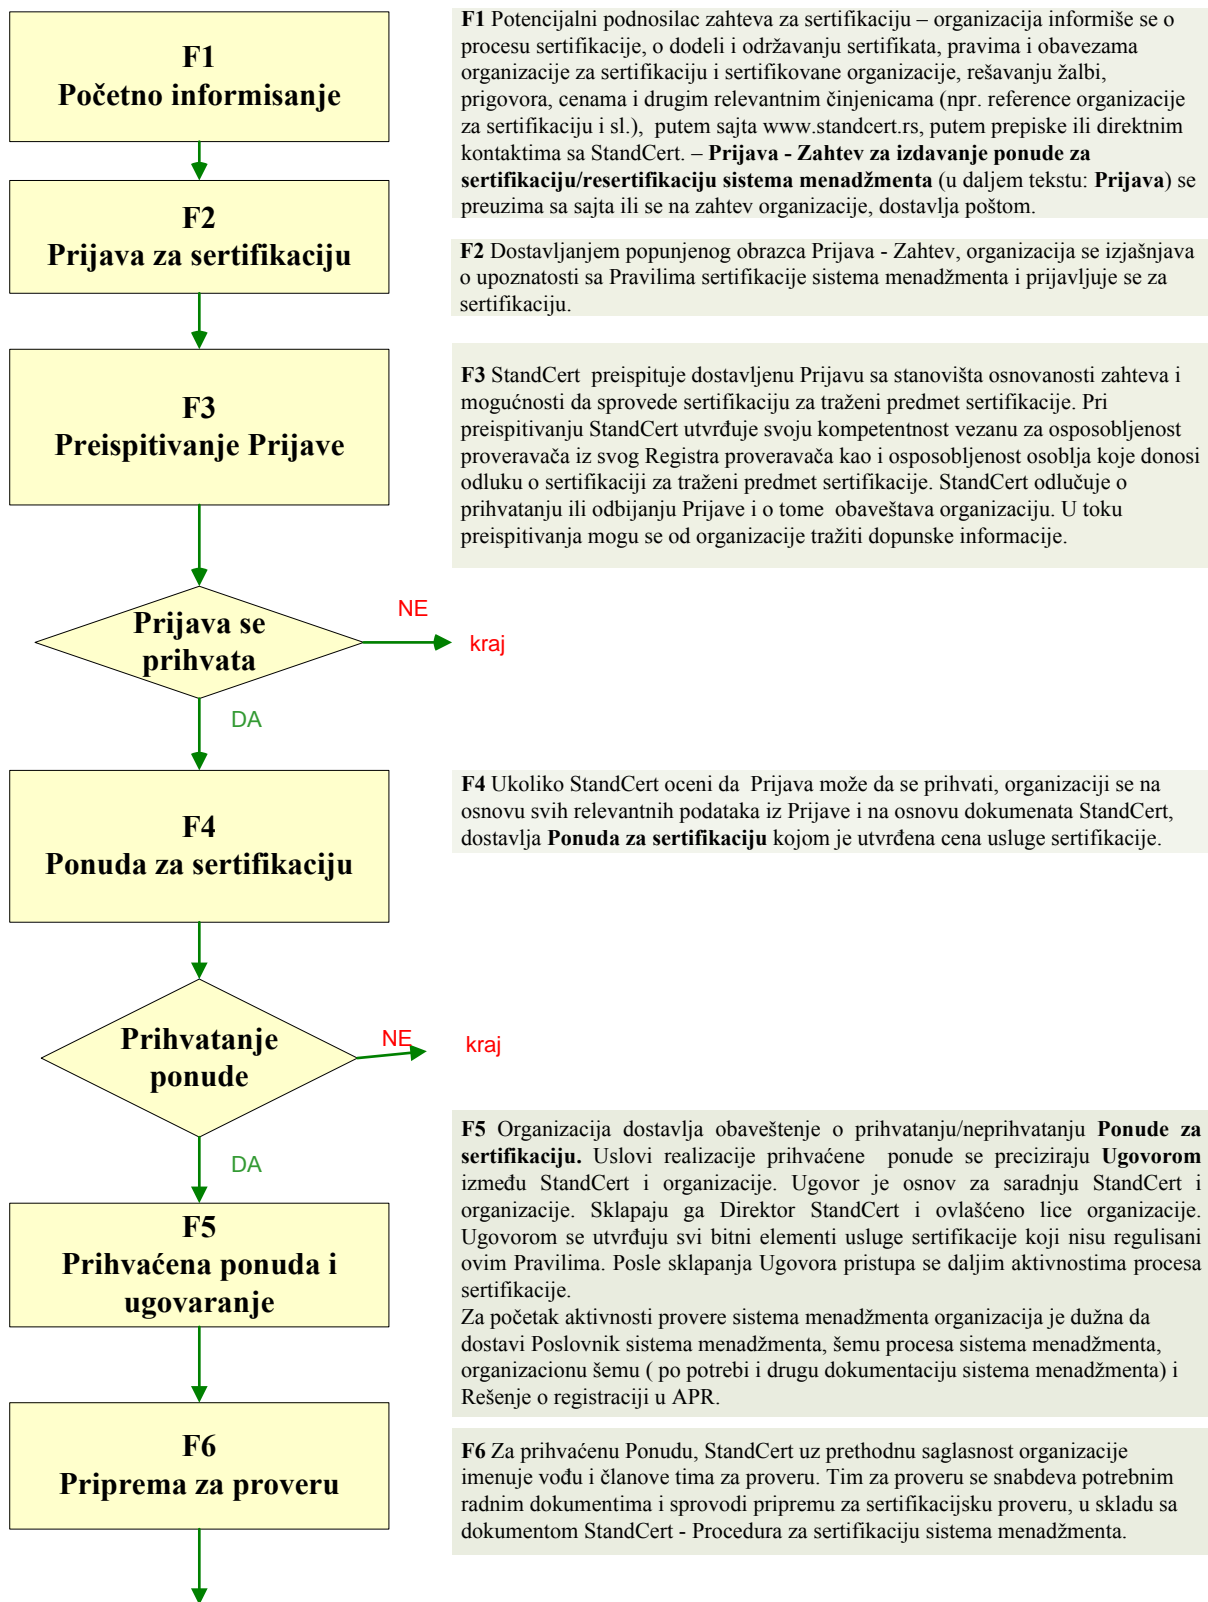 F1
Početno informisanje
F1 Potencijalni podnosilac zahteva za sertifikaciju – organizacija informiše se o
procesu sertifikacije, o dodeli i održavanju sertifikata, pravima i obavezama
organizacije za sertifikaciju i sertifikovane organizacije, rešavanju žalbi,
prigovora, cenama i drugim relevantnim činjenicama (npr. reference organizacije
za sertifikaciju i sl.), putem sajta www.standcert.rs, putem prepiske ili direktnim
kontaktima sa StandCert. – Prijava - Zahtev za izdavanje ponude za
sertifikaciju/resertifikaciju sistema menadžmenta (u daljem tekstu: Prijava) se
preuzima sa sajta ili se na zahtev organizacije, dostavlja poštom.
F2
Prijava za sertifikaciju
F2 Dostavljanjem popunjenog obrazca Prijava - Zahtev, organizacija se izjašnjava
o upoznatosti sa Pravilima sertifikacije sistema menadžmenta i prijavljuje se za
sertifikaciju.
F3
Preispitivanje Prijave
F3 StandCert preispituje dostavljenu Prijavu sa stanovišta osnovanosti zahteva i
mogućnosti da sprovede sertifikaciju za traženi predmet sertifikacije. Pri
preispitivanju StandCert utvrđuje svoju kompetentnost vezanu za osposobljenost
proveravača iz svog Registra proveravača kao i osposobljenost osoblja koje donosi
odluku o sertifikaciji za traženi predmet sertifikacije. StandCert odlučuje o
prihvatanju ili odbijanju Prijave i o tome obaveštava organizaciju. U toku
preispitivanja mogu se od organizacije tražiti dopunske informacije.
Prijava se
prihvata
NE
kraj
DA
F4
Ponuda za sertifikaciju
F4 Ukoliko StandCert oceni da Prijava može da se prihvati, organizaciji se na
osnovu svih relevantnih podataka iz Prijave i na osnovu dokumenata StandCert,
dostavlja Ponuda za sertifikaciju kojom je utvrđena cena usluge sertifikacije.
Prihvatanje
ponude
NE
kraj
DA
F5
Prihvaćena ponuda i
ugovaranje
F5 Organizacija dostavlja obaveštenje o prihvatanju/neprihvatanju Ponude za
sertifikaciju. Uslovi realizacije prihvaćene ponude se preciziraju Ugovorom
između StandCert i organizacije. Ugovor je osnov za saradnju StandCert i
organizacije. Sklapaju ga Direktor StandCert i ovlašćeno lice organizacije.
Ugovorom se utvrđuju svi bitni elementi usluge sertifikacije koji nisu regulisani
ovim Pravilima. Posle sklapanja Ugovora pristupa se daljim aktivnostima procesa
sertifikacije.
Za početak aktivnosti provere sistema menadžmenta organizacija je dužna da
dostavi Poslovnik sistema menadžmenta, šemu procesa sistema menadžmenta,
organizacionu šemu ( po potrebi i drugu dokumentaciju sistema menadžmenta) i
Rešenje o registraciji u APR.
F6
Priprema za proveru
F6 Za prihvaćenu Ponudu, StandCert uz prethodnu saglasnost organizacije
imenuje vođu i članove tima za proveru. Tim za proveru se snabdeva potrebnim
radnim dokumentima i sprovodi pripremu za sertifikacijsku proveru, u skladu sa
dokumentom StandCert - Procedura za sertifikaciju sistema menadžmenta.